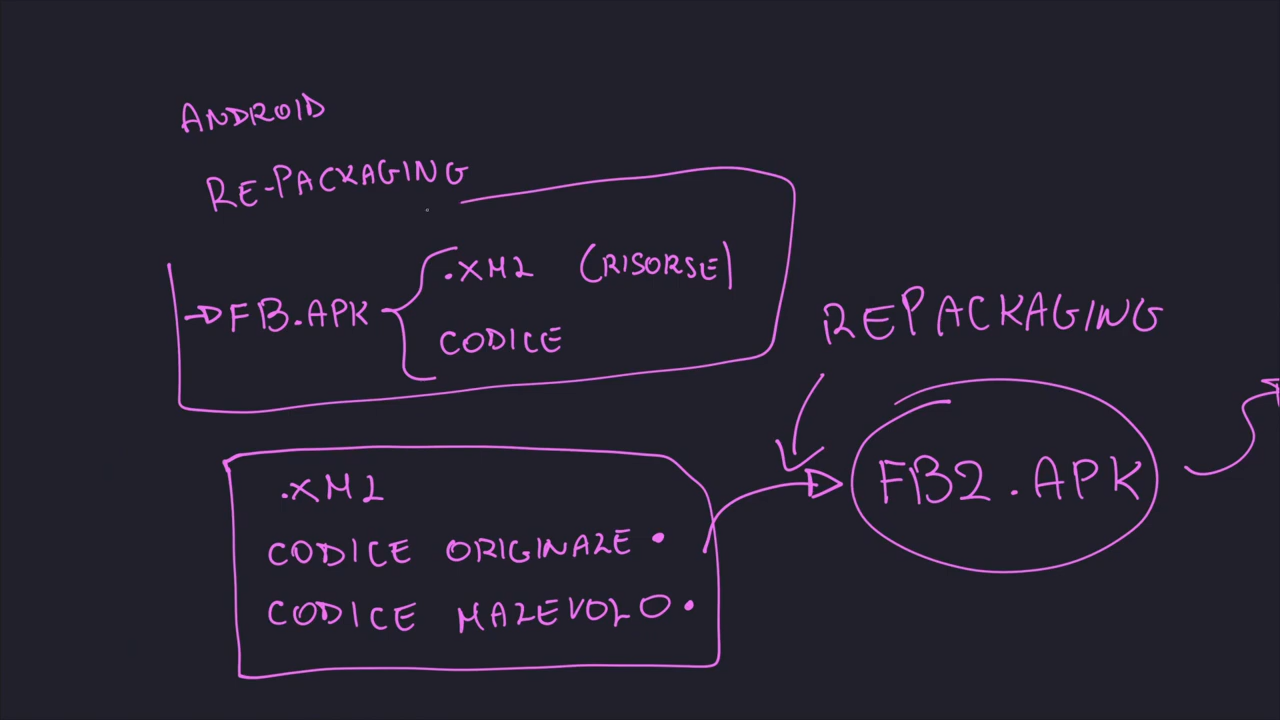 ANDROID
RE-PACKAGING
.XML (RISORSE)
FB.APK
CODICE
REPACKAGING
FB2.APK
.XML
CODICE ORIGINALE
CODICE MALEVOLO